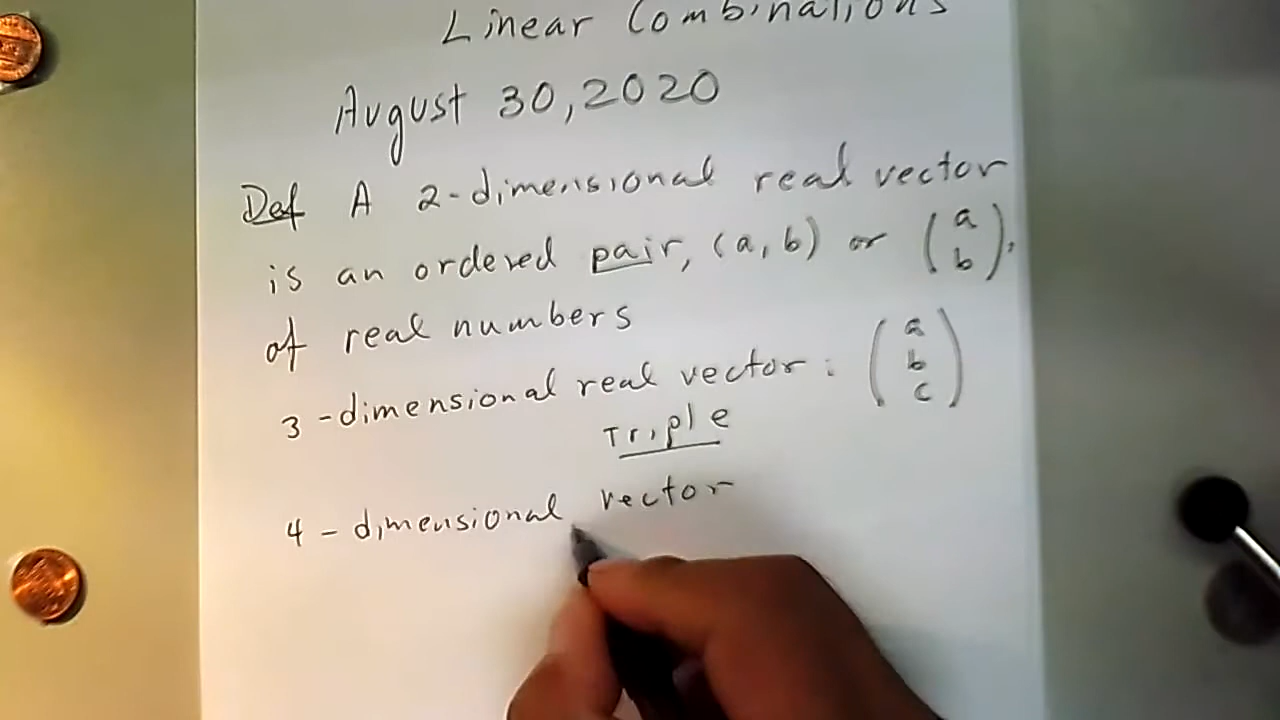 Linear Combinations
August 30, 2020
Def A 2-dimensional real vector
is an ordered pair, (a, b) or (a b),
of real numbers
3-dimensional real vector: (a b c)
Triple
4-dimensional vector